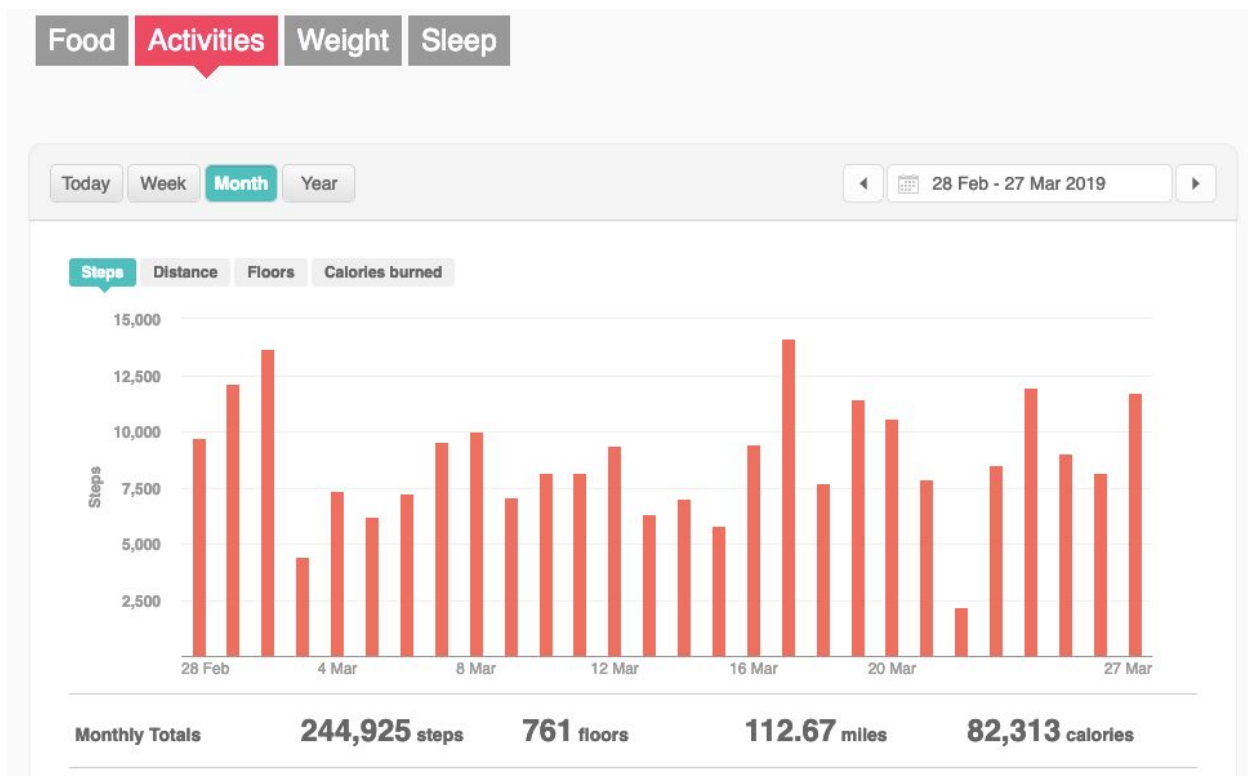 Food Activities Weight Sleep
Today Week Month Year 28 Feb - 27 Mar 2019
Steps Distance Floors Calories burned
15,000
12,500
10,000
7,500
5,000
2,500
Steps
28 Feb 4 Mar 8 Mar 12 Mar 16 Mar 20 Mar 27 Mar
Monthly Totals 244,925 steps 761 floors 112.67 miles 82,313 calories